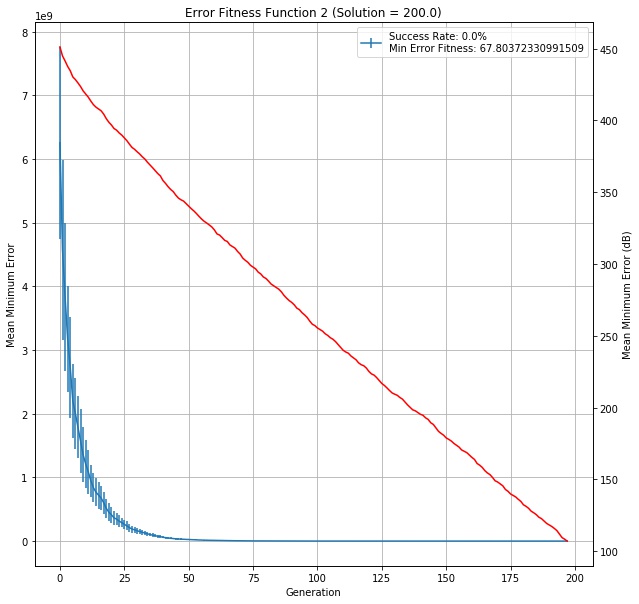 Error Fitness Function 2 (Solution = 200.0)
1e9
Success Rate: 0.0%
Min Error Fitness: 67.80372330991509
8
7
6
5
4
3
2
1
0
Mean Minimum Error
450
400
350
300
250
200
150
100
Mean Minimum Error (dB)
0 25 50 75 100 125 150 175 200
Generation